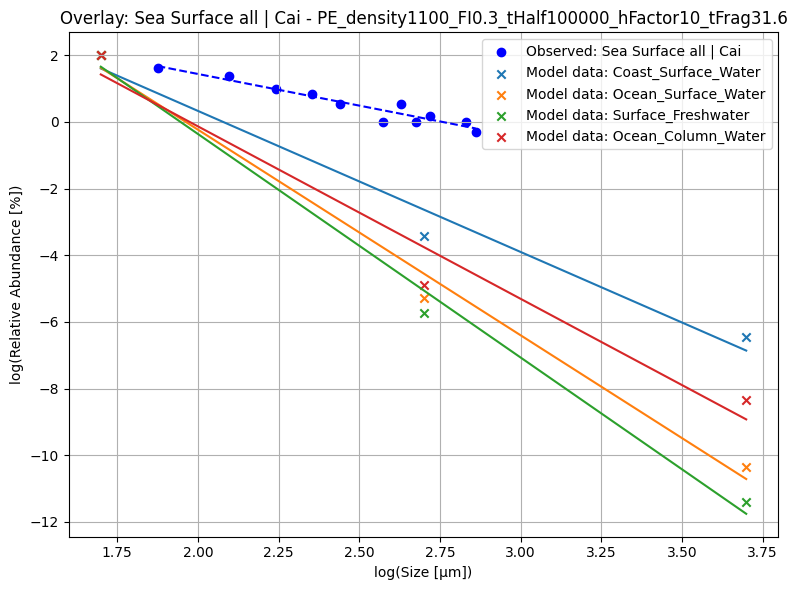 Overlay: Sea Surface all | Cai - PE_density1100_FI0.3_tHalf100000_hFactor10_tFrag31.6
Observed: Sea Surface all | Cai
Model data: Coast_Surface_Water
Model data: Ocean_Surface_Water
Model data: Surface_Freshwater
Model data: Ocean_Column_Water
log(Relative Abundance [%])
2
0
−2
−4
−6
−8
−10
−12
1.75 2.00 2.25 2.50 2.75 3.00 3.25 3.50 3.75
log(Size [µm])